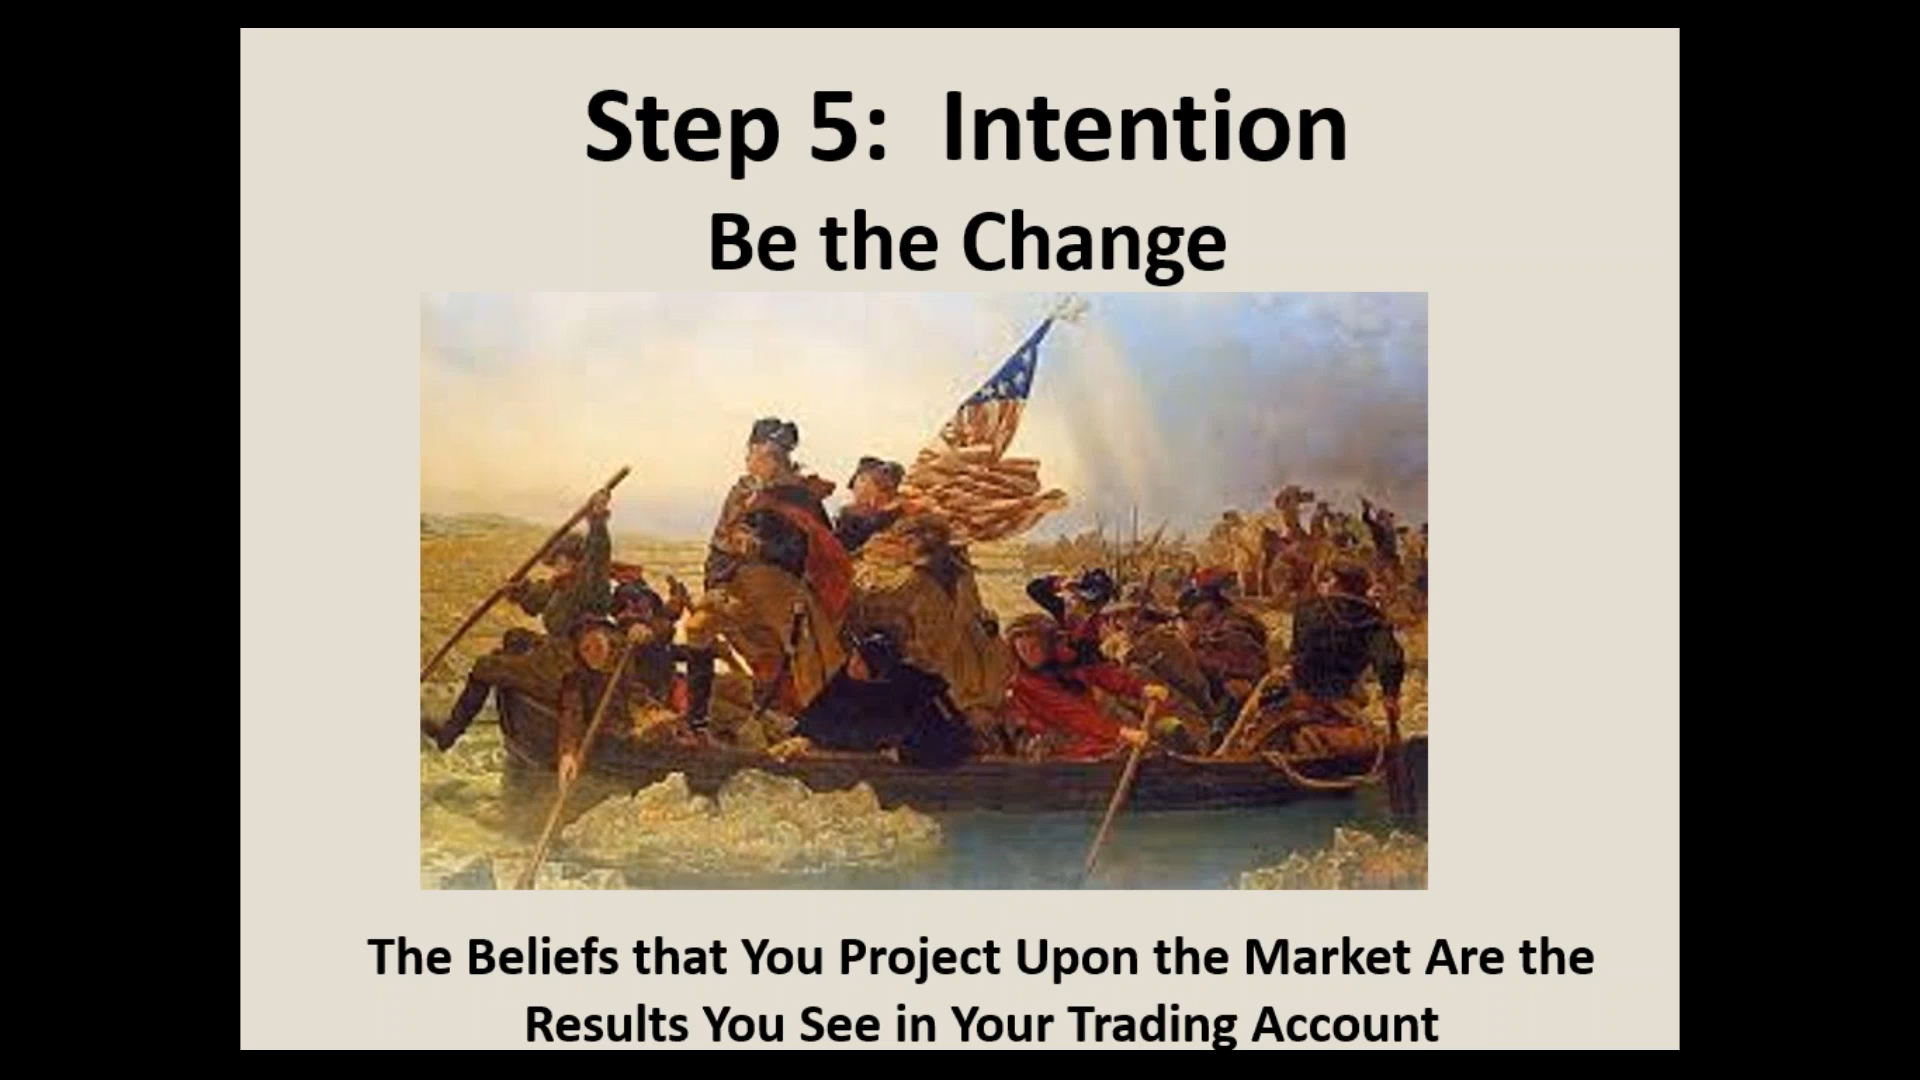 Step 5:  Intention
Be the Change
The Beliefs that You Project Upon the Market Are the
Results You See in Your Trading Account